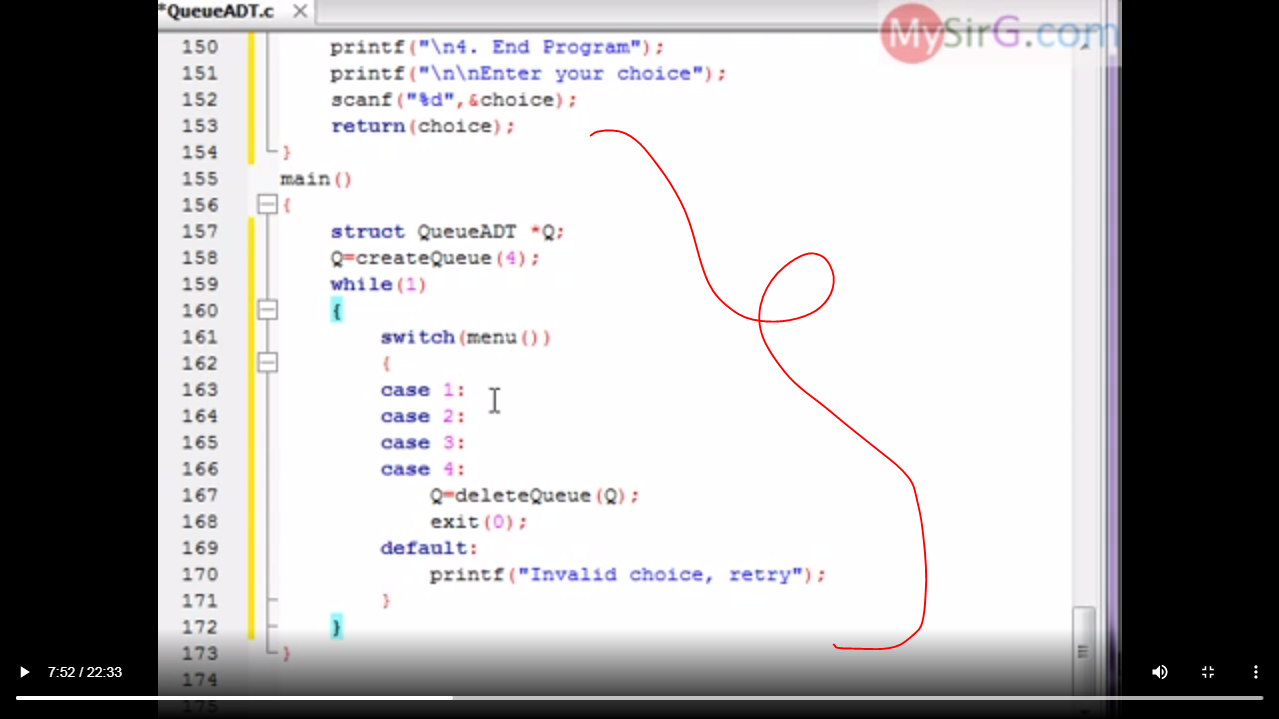 *QueueADT.c
MySirG.com
150 printf("\n4. End Program");
151 printf("\n\nEnter your choice");
152 scanf("%d",&choice);
153 return(choice);
154 }
155 main()
156 {
157 struct QueueADT *Q;
158 Q=createQueue(4);
159 while(1)
160 {
161 switch(menu())
162 {
163 case 1:
164 case 2:
165 case 3:
166 case 4:
167 Q=deleteQueue(Q);
168 exit(0);
169 default:
170 printf("Invalid choice, retry");
171 }
172 }
173 }
174
175
7:52 / 22:33